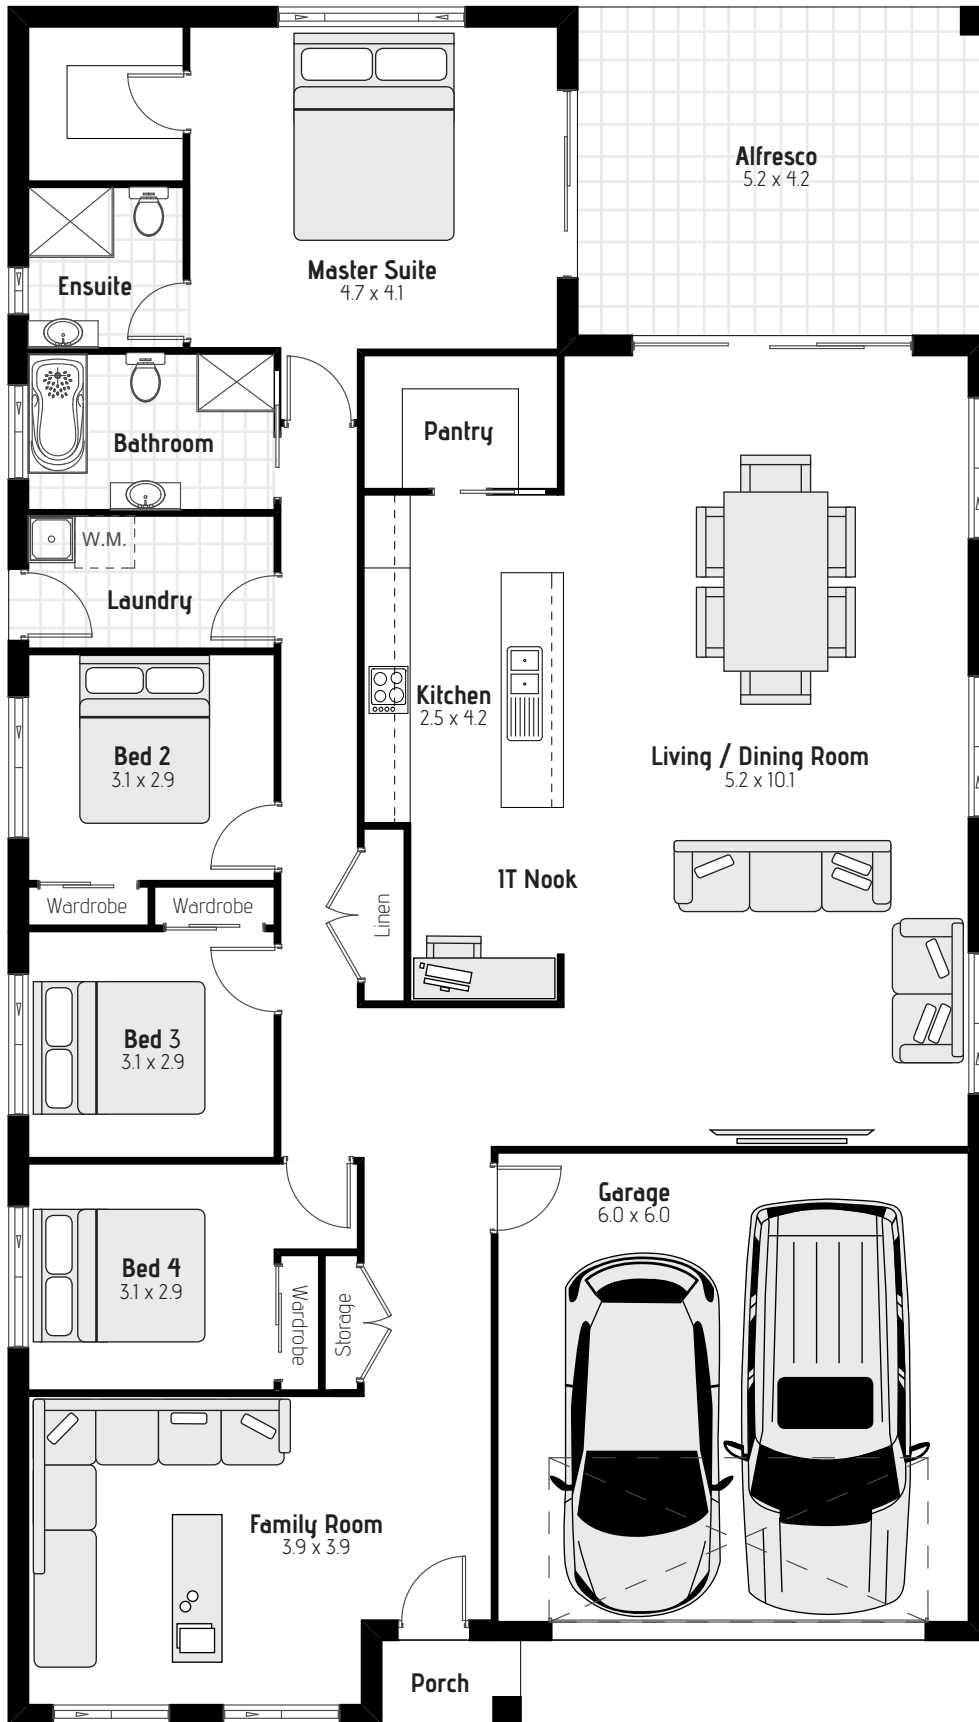 Alfresco
5.2 x 4.2
Master Suite
4.7 x 4.1
Ensuite
Pantry
Bathroom
W.M.
Laundry
Kitchen
2.5 x 4.2
Bed 2
3.1 x 2.9
Living / Dining Room
5.2 x 10.1
IT Nook
Wardrobe
Wardrobe
Linen
Bed 3
3.1 x 2.9
Garage
6.0 x 6.0
Bed 4
3.1 x 2.9
Wardrobe
Storage
Family Room
3.9 x 3.9
Porch